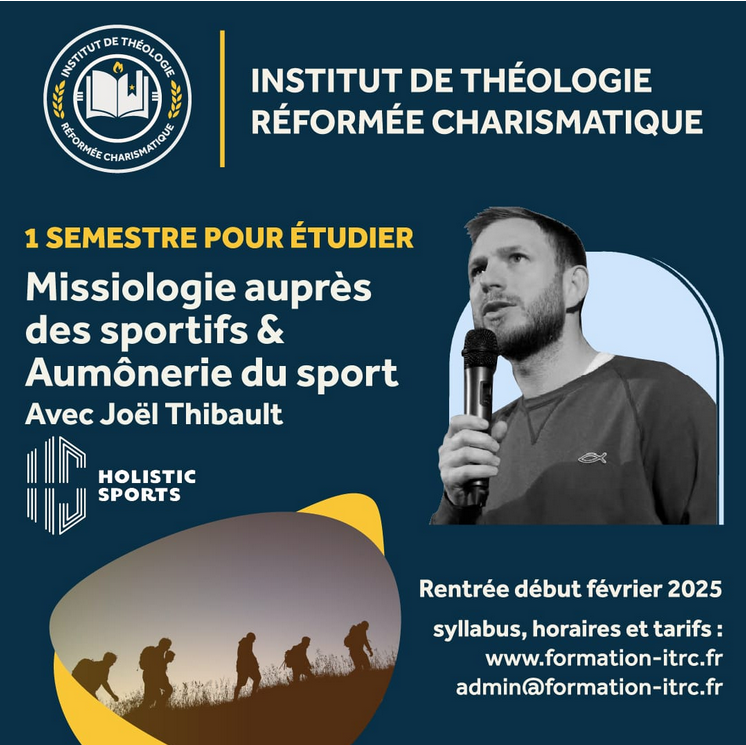 INSTITUT DE THÉOLOGIE
RÉFORMÉE CHARISMATIQUE
INSTITUT DE THÉOLOGIE
RÉFORMÉE CHARISMATIQUE
1 SEMESTRE POUR ÉTUDIER
Missiologie auprès
des sportifs &
Aumônerie du sport
Avec Joël Thibault
HS
HOLISTIC
SPORTS
Rentrée début février 2025
syllabus, horaires et tarifs :
www.formation-itrc.fr
admin@formation-itrc.fr